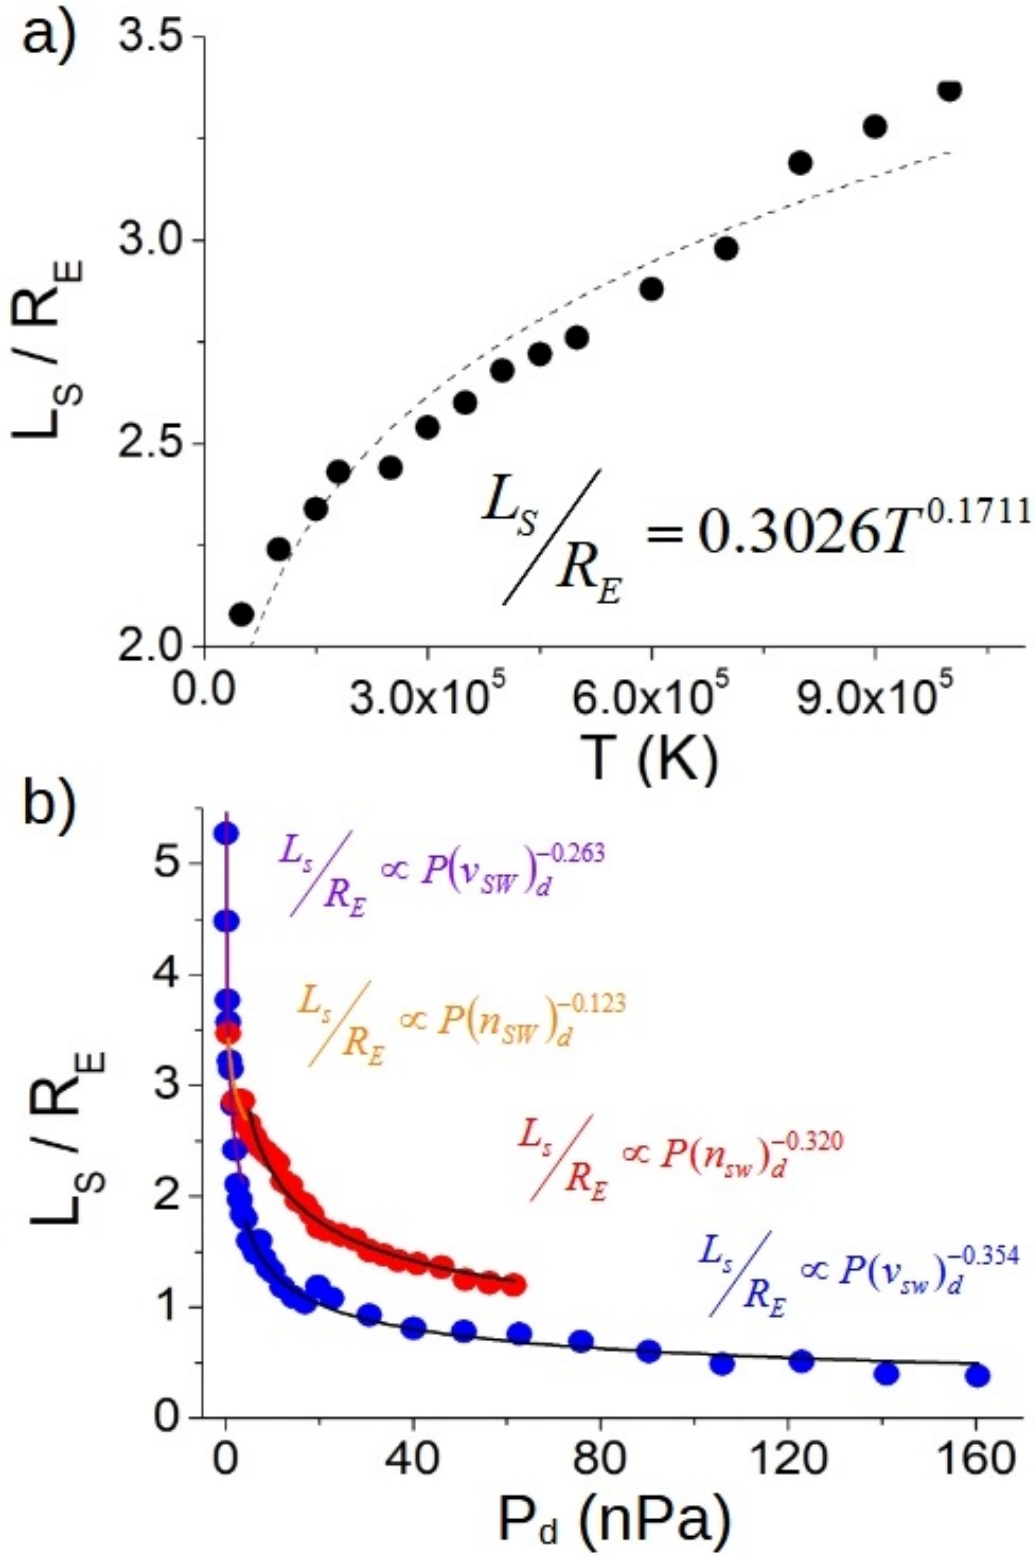 a)
3.5
3.0
2.5
2.0
L_S / R_E
L_S / R_E = 0.3026T^0.1711
0.0 3.0x10^5 6.0x10^5 9.0x10^5
T (K)
b)
5
4
3
2
1
0
L_S / R_E
L_s / R_E ∝ P(v_SW)_d^-0.263
L_s / R_E ∝ P(n_SW)_d^-0.123
L_s / R_E ∝ P(n_sw)_d^-0.320
L_s / R_E ∝ P(v_sw)_d^-0.354
0 40 80 120 160
P_d (nPa)